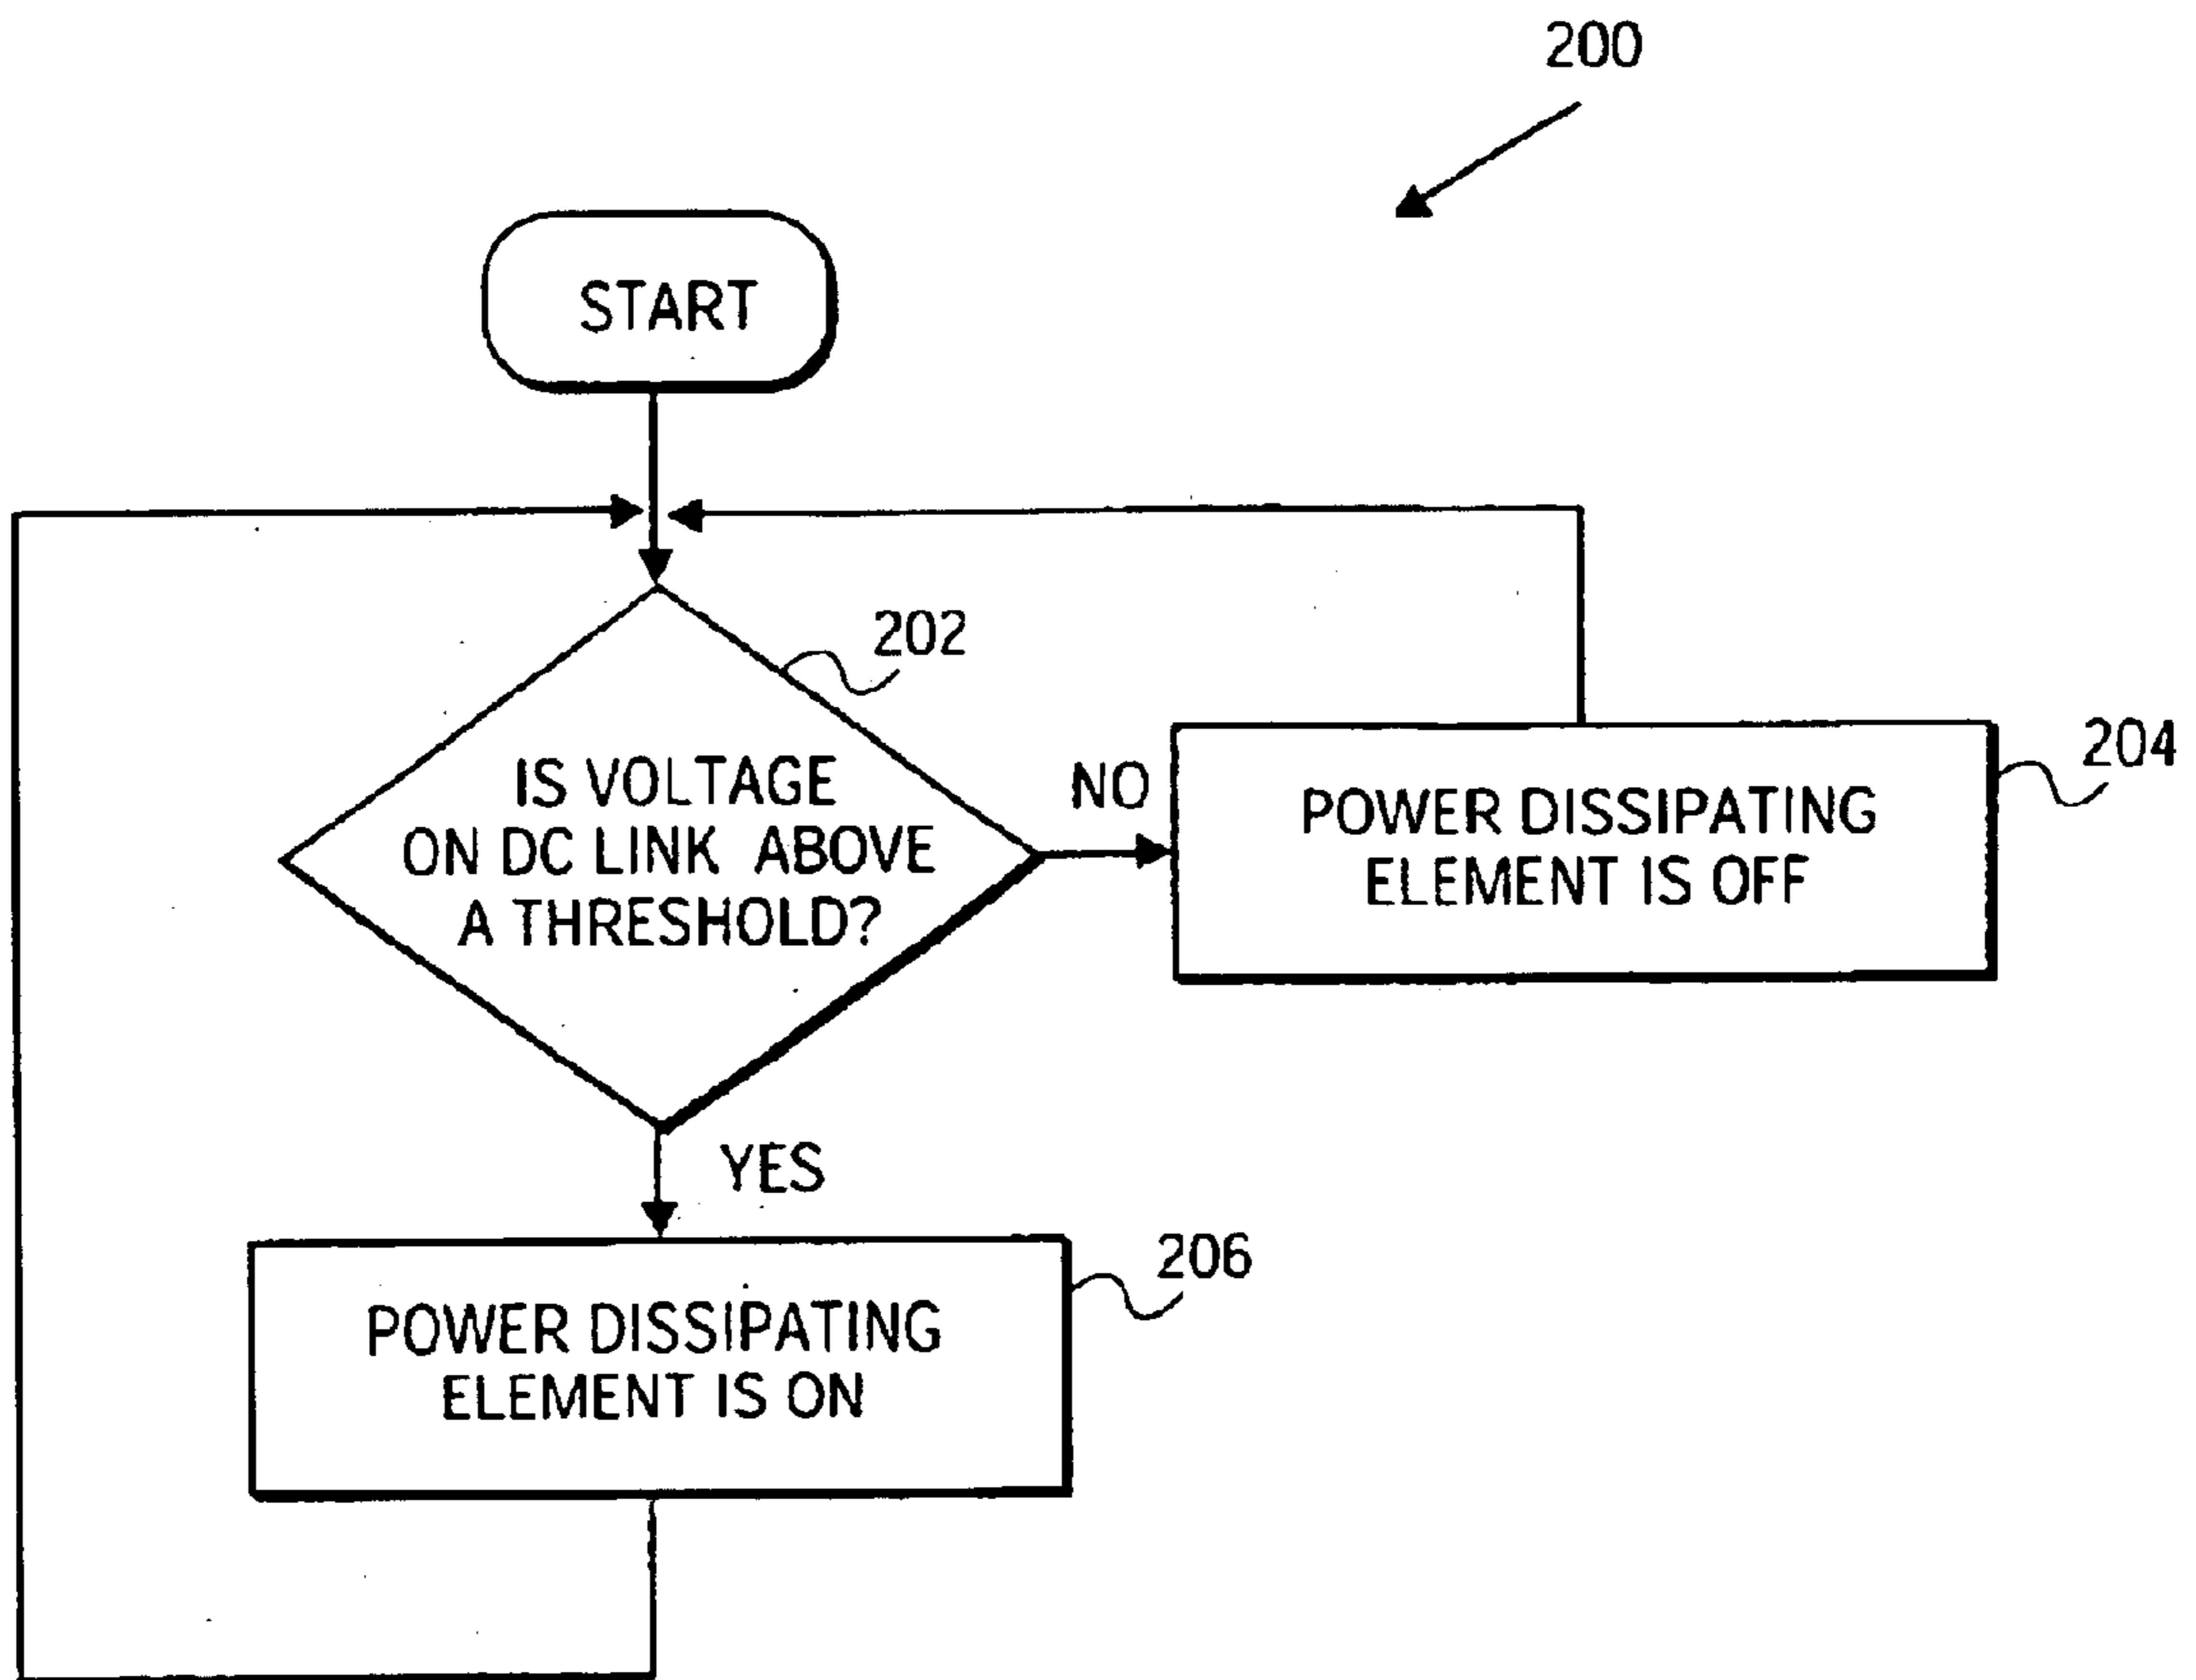 200
START
202
IS VOLTAGE
ON DC LINK ABOVE
A THRESHOLD?
NO
204
POWER DISSIPATING
ELEMENT IS OFF
YES
206
POWER DISSIPATING
ELEMENT IS ON